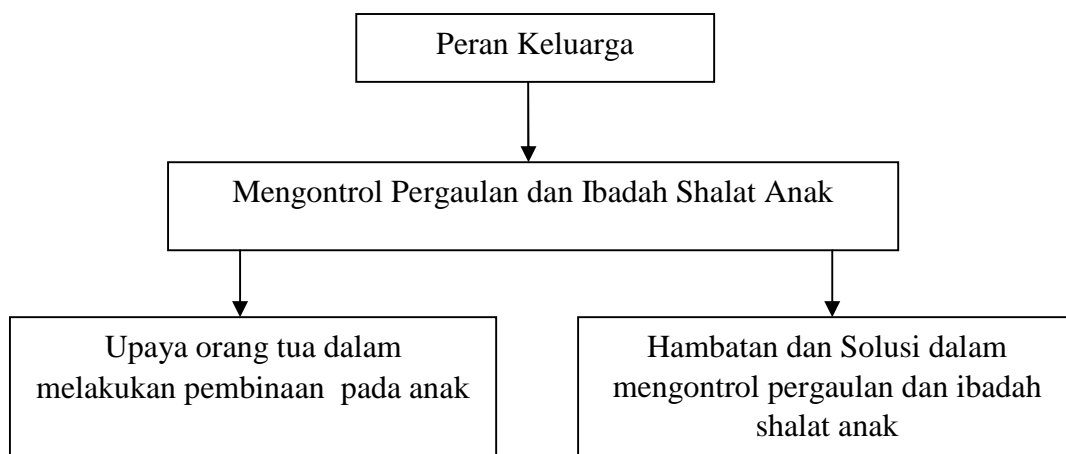 Peran Keluarga
Mengontrol Pergaulan dan Ibadah Shalat Anak
Upaya orang tua dalam
melakukan pembinaan  pada anak
Hambatan dan Solusi dalam
mengontrol pergaulan dan ibadah
shalat anak